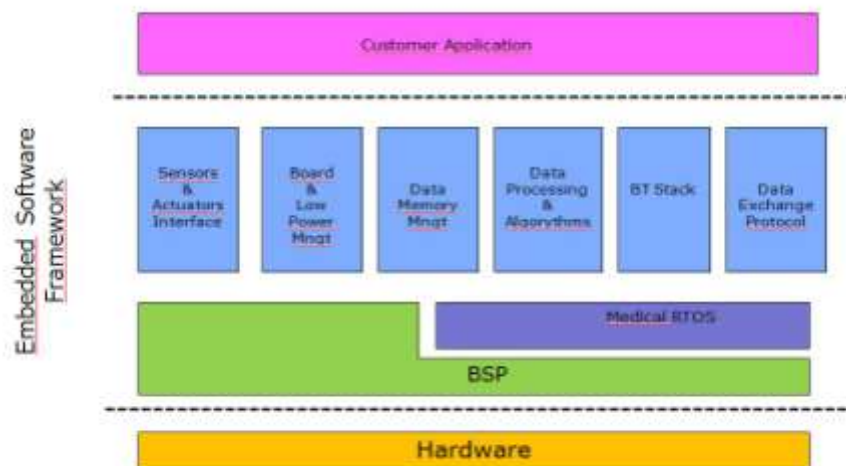 Customer Application
Embedded Software
Framework
Sensors
&
Actuators
Interface
Board
&
Low
Power
Mngt
Data
Memory
Mngt
Data
Processing
&
Algorythms
BT Stack
Data
Exchange
Protocol
Medical RTOS
BSP
Hardware